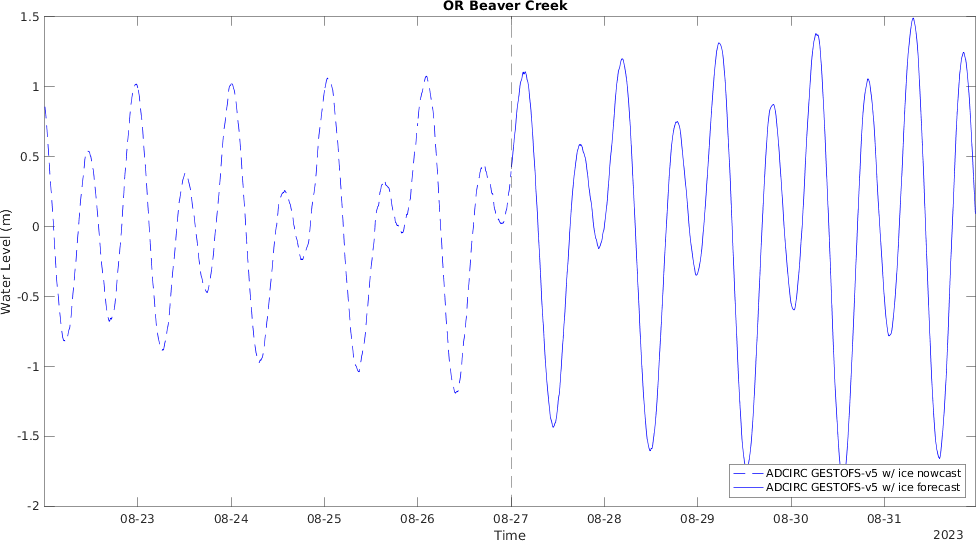 OR Beaver Creek
1.5
1
0.5
0
-0.5
-1
-1.5
-2
Water Level (m)
08-23 08-24 08-25 08-26 08-27 08-28 08-29 08-30 08-31
Time
2023
ADCIRC GESTOFS-v5 w/ ice nowcast
ADCIRC GESTOFS-v5 w/ ice forecast